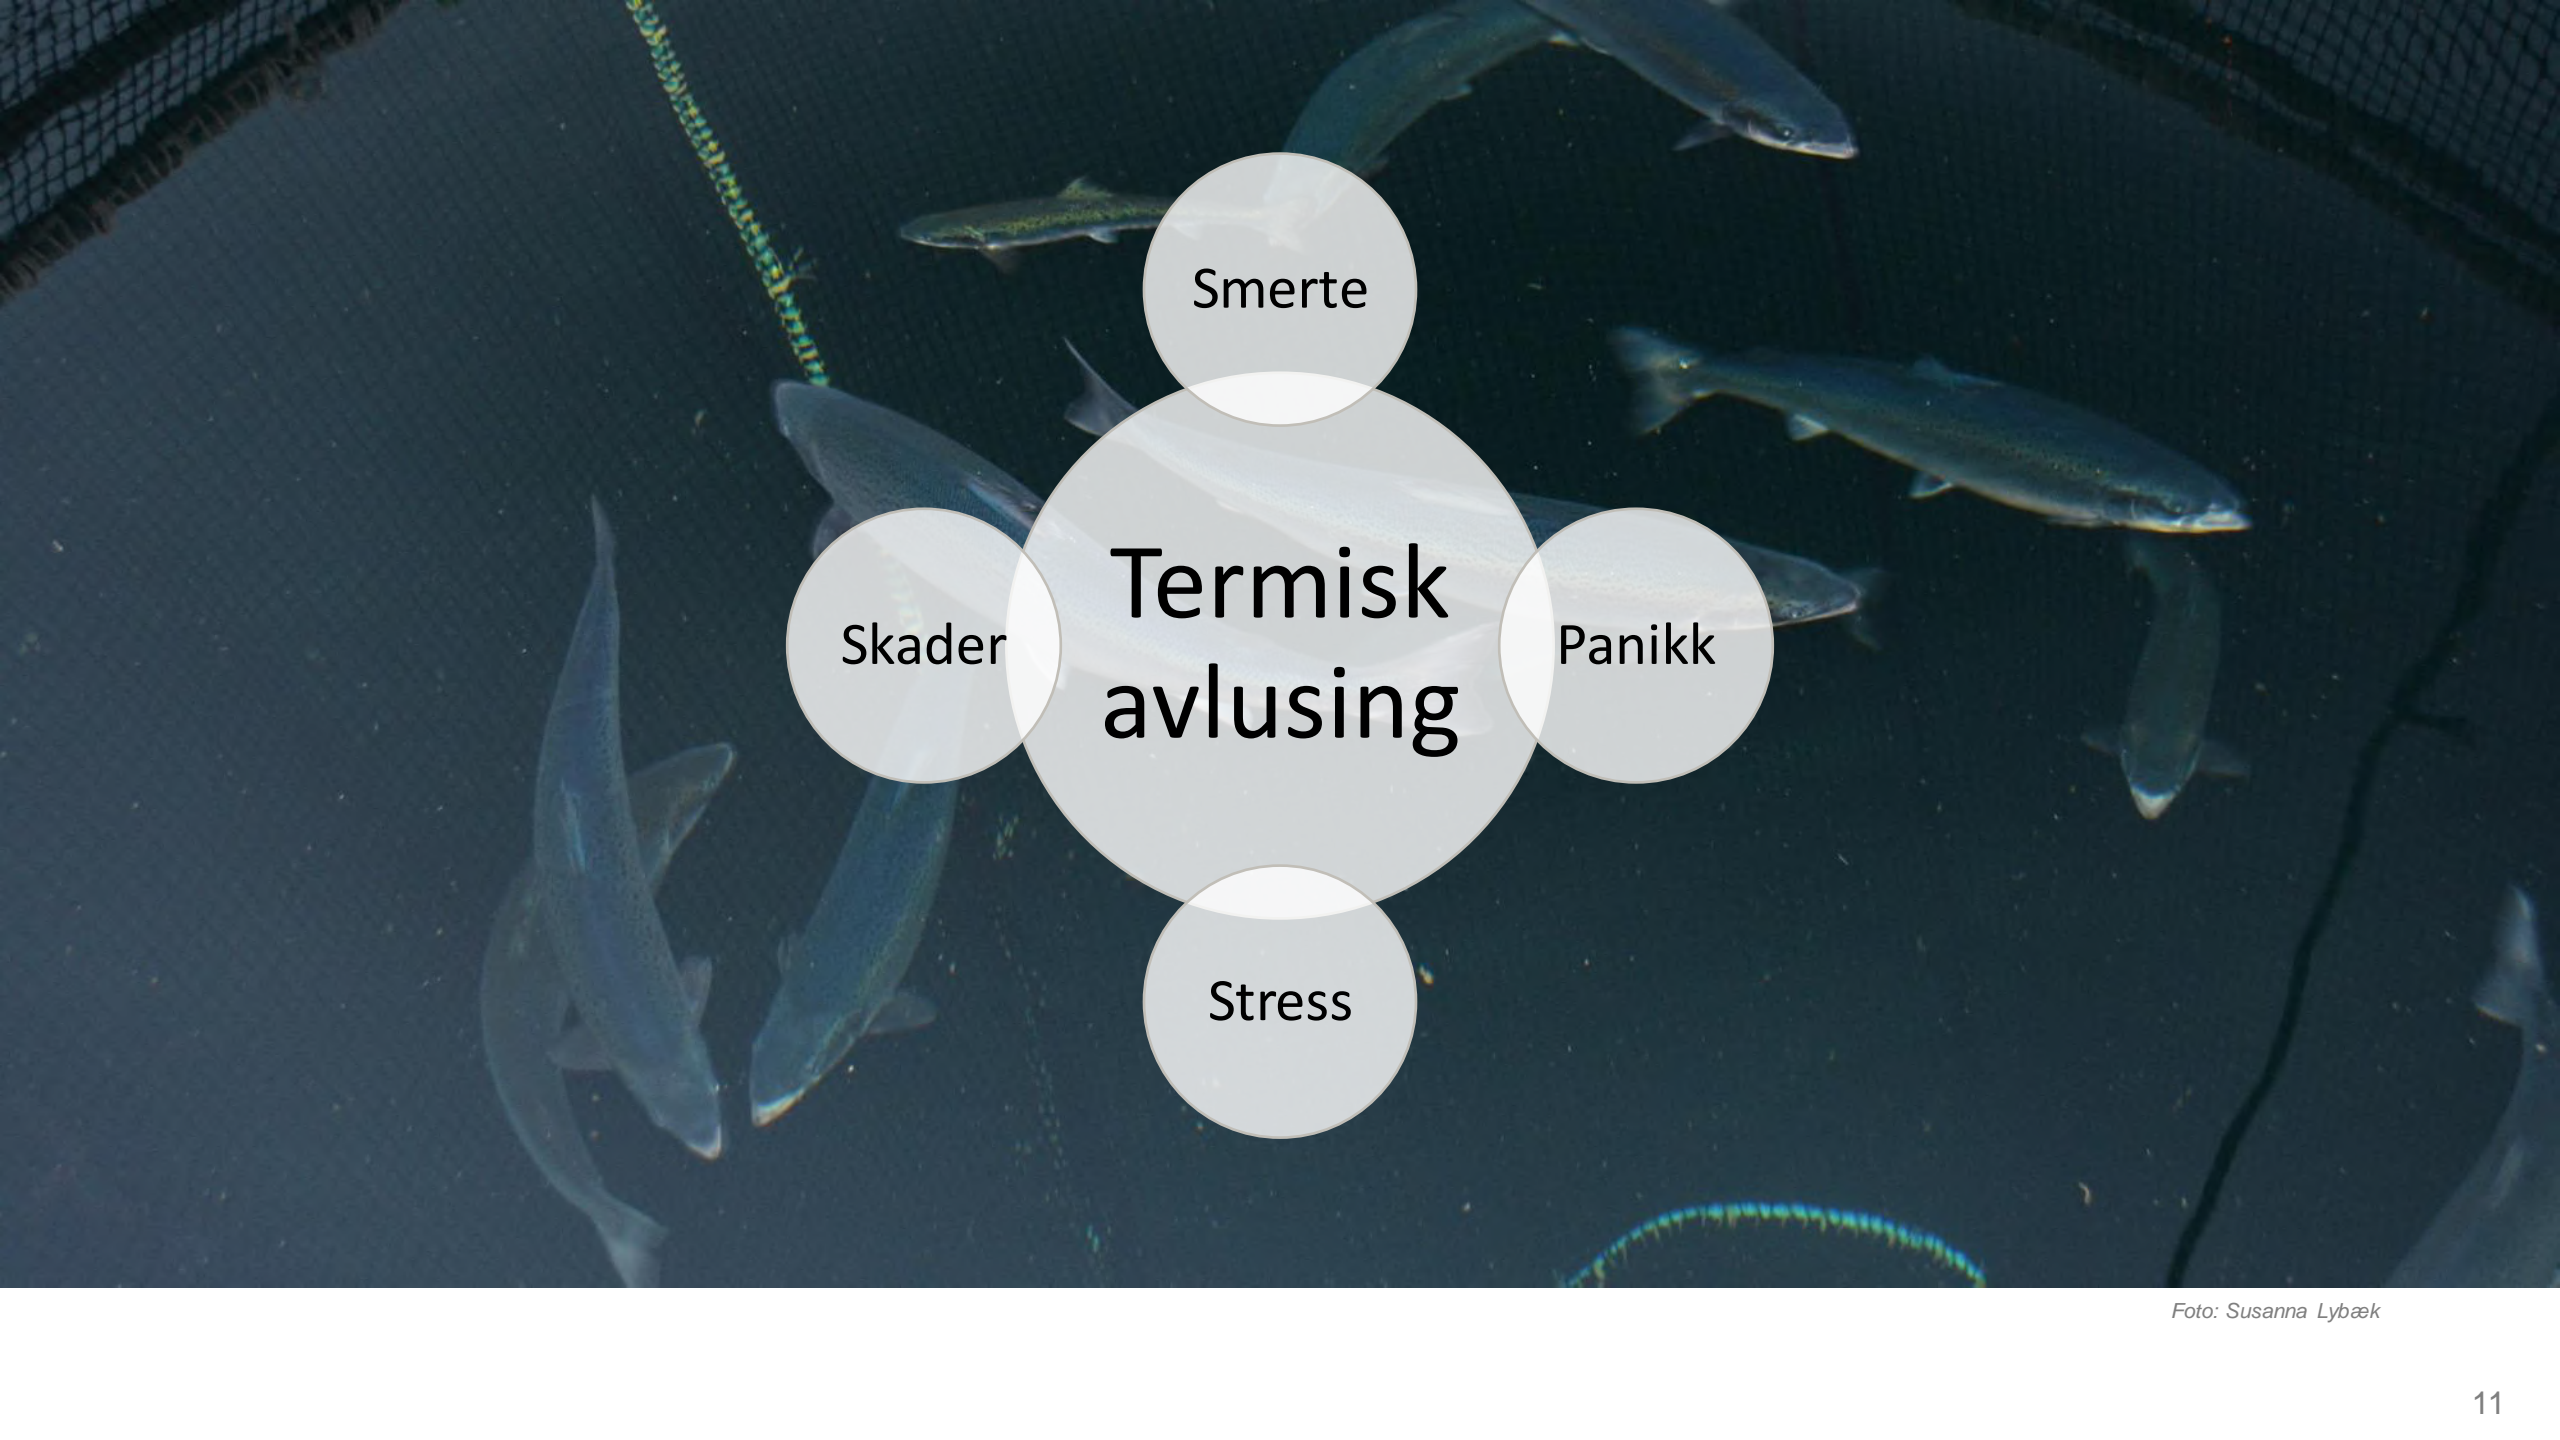 Smerte
Skader
Termisk
avlusing
Panikk
Stress
Foto: Susanna Lybæk
11